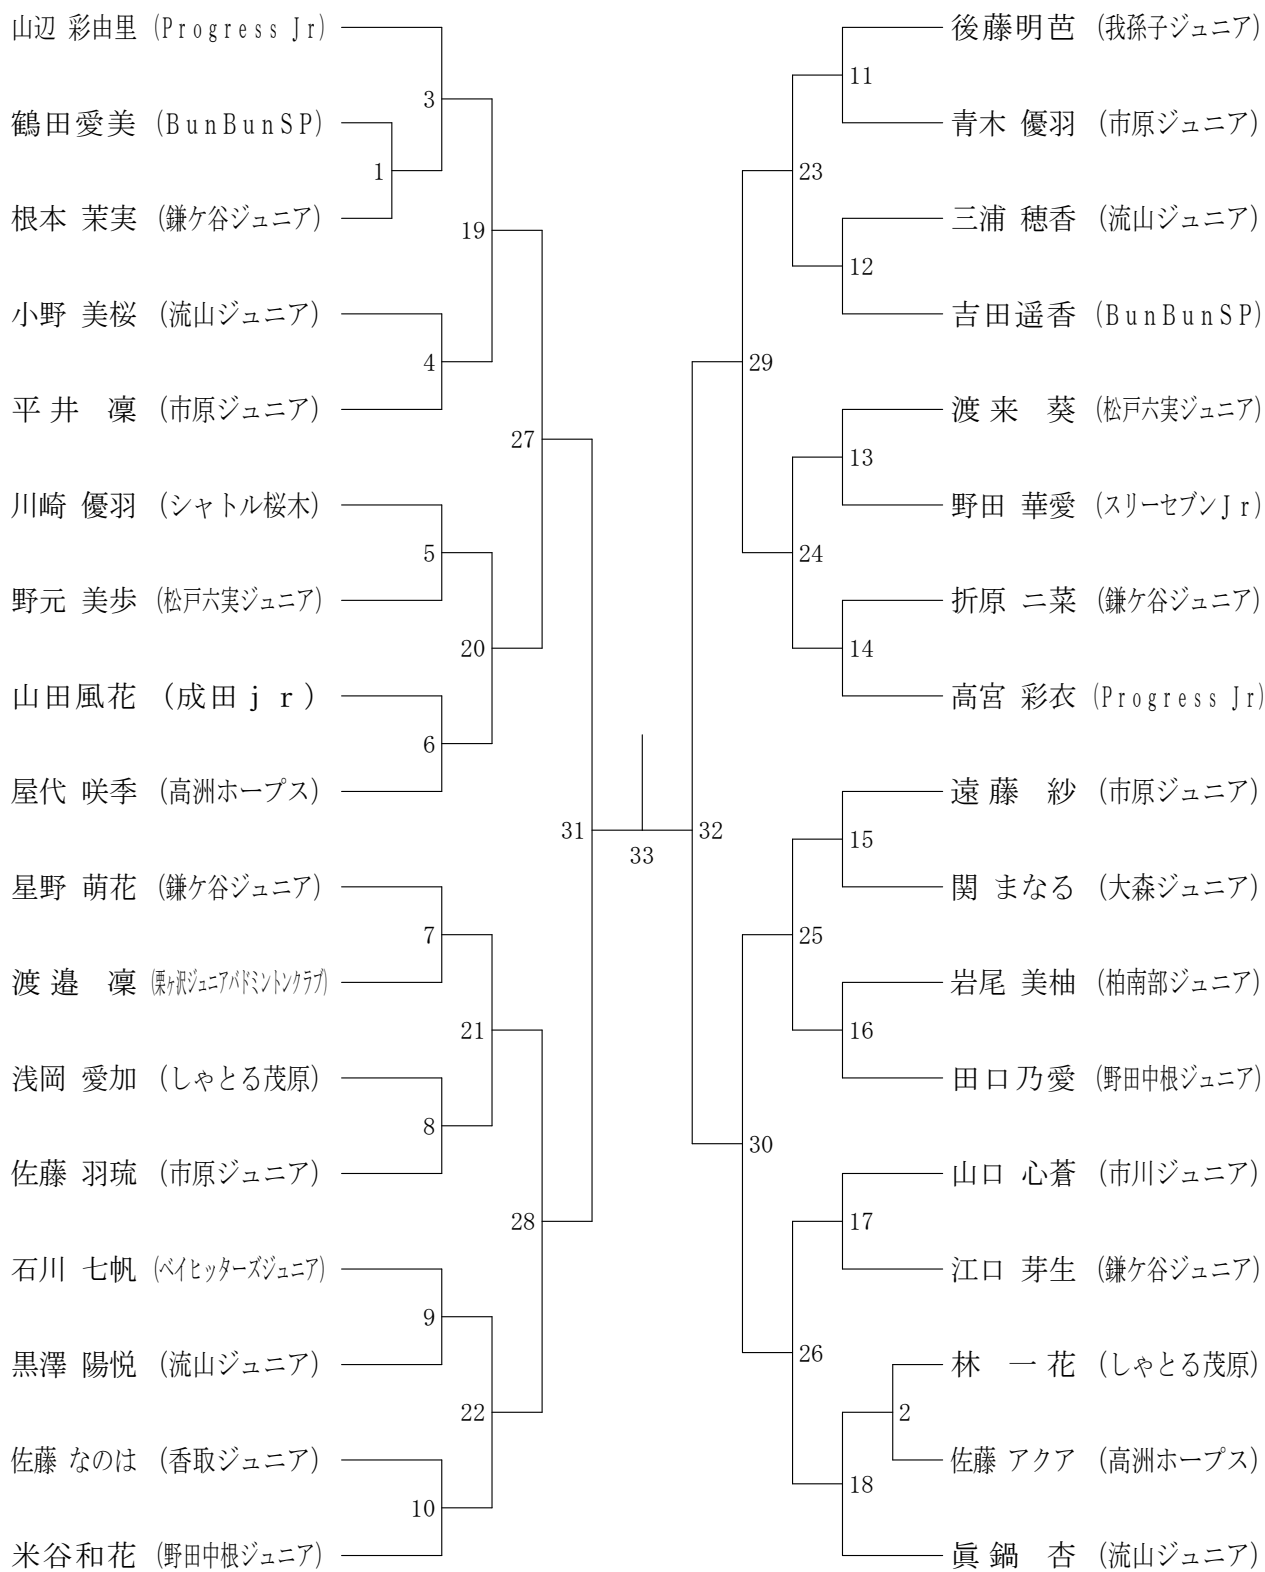 山辺 彩由里 (Progress Jr)
3
鶴田愛美 (BunBunSP)
1
根本 茉実 (鎌ケ谷ジュニア)
19
小野 美桜 (流山ジュニア)
4
平井 凜 (市原ジュニア)
27
川崎 優羽 (シャトル桜木)
5
野元 美歩 (松戸六実ジュニア)
20
山田風花 (成田ｊｒ)
6
屋代 咲季 (高洲ホープス)
31
星野 萌花 (鎌ケ谷ジュニア)
7
渡邉 凜 (栗ヶ沢ジュニアバドミントンクラブ)
21
浅岡 愛加 (しゃとる茂原)
8
佐藤 羽琉 (市原ジュニア)
28
石川 七帆 (ベイヒッターズジュニア)
9
黒澤 陽悦 (流山ジュニア)
22
佐藤 なのは (香取ジュニア)
10
米谷和花 (野田中根ジュニア)
33
後藤明芭 (我孫子ジュニア)
11
青木 優羽 (市原ジュニア)
23
三浦 穂香 (流山ジュニア)
12
吉田遥香 (BunBunSP)
29
渡来 葵 (松戸六実ジュニア)
13
野田 華愛 (スリーセブンＪｒ)
24
折原 二菜 (鎌ケ谷ジュニア)
14
高宮 彩衣 (Progress Jr)
32
遠藤 紗 (市原ジュニア)
15
関 まなる (大森ジュニア)
25
岩尾 美柚 (柏南部ジュニア)
16
田口乃愛 (野田中根ジュニア)
30
山口 心蒼 (市川ジュニア)
17
江口 芽生 (鎌ケ谷ジュニア)
26
林 一花 (しゃとる茂原)
2
佐藤 アクア (高洲ホープス)
18
眞鍋 杏 (流山ジュニア)